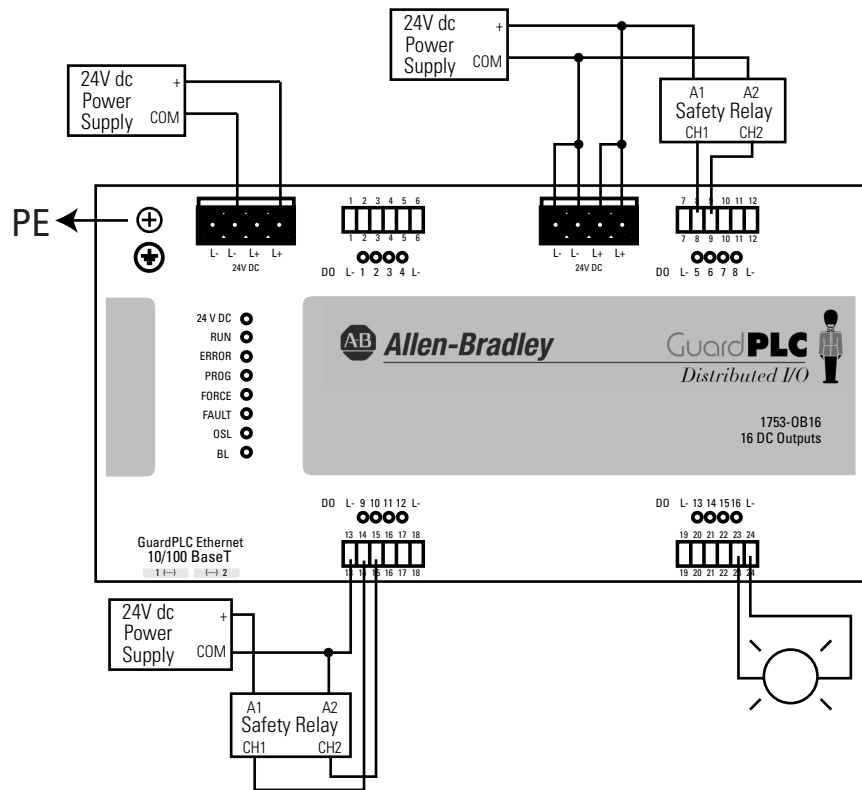 24V dc
Power
Supply
+
COM
24V dc
Power
Supply
+
COM
A1 A2
Safety Relay
CH1 CH2
PE
1 2 3 4 5 6
7 8 9 10 11 12
L- L- L+ L+
24V DC
1 2 3 4 5 6
L- L- L+ L+
24V DC
7 8 9 10 11 12
DO L- 1 2 3 4 L-
DO L- 5 6 7 8 L-
24 V DC
RUN
ERROR
PROG
FORCE
FAULT
OSL
BL
A·B Allen-Bradley
GuardPLC
Distributed I/O
1753-OB16
16 DC Outputs
DO L- 9 10 11 12 L-
DO L- 13 14 15 16 L-
GuardPLC Ethernet
10/100 BaseT
1 (—) (—) 2
13 14 15 16 17 18
19 20 21 22 23 24
13 14 15 16 17 18
19 20 21 22 23 24
24V dc
Power
Supply
+
COM
A1 A2
Safety Relay
CH1 CH2